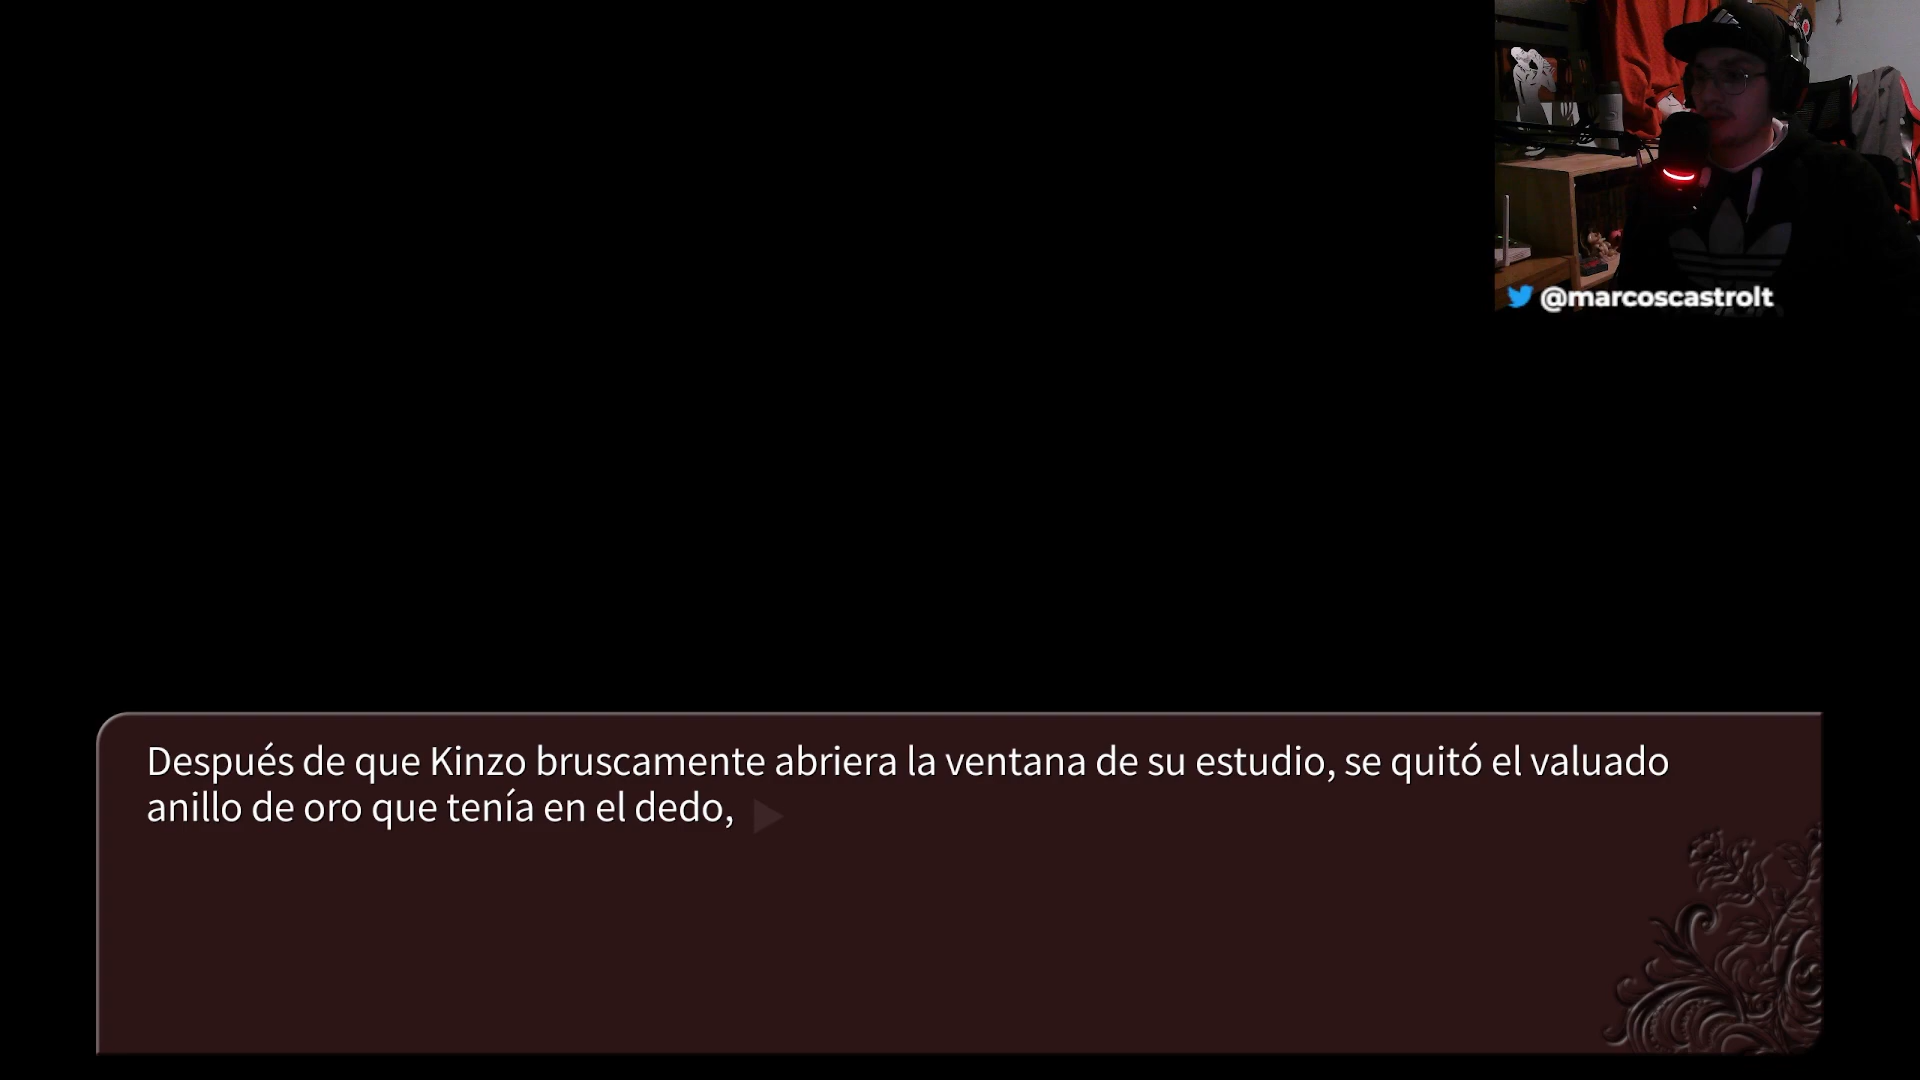 @marcoscastrolt
Después de que Kinzo bruscamente abriera la ventana de su estudio, se quitó el valuado
anillo de oro que tenía en el dedo,